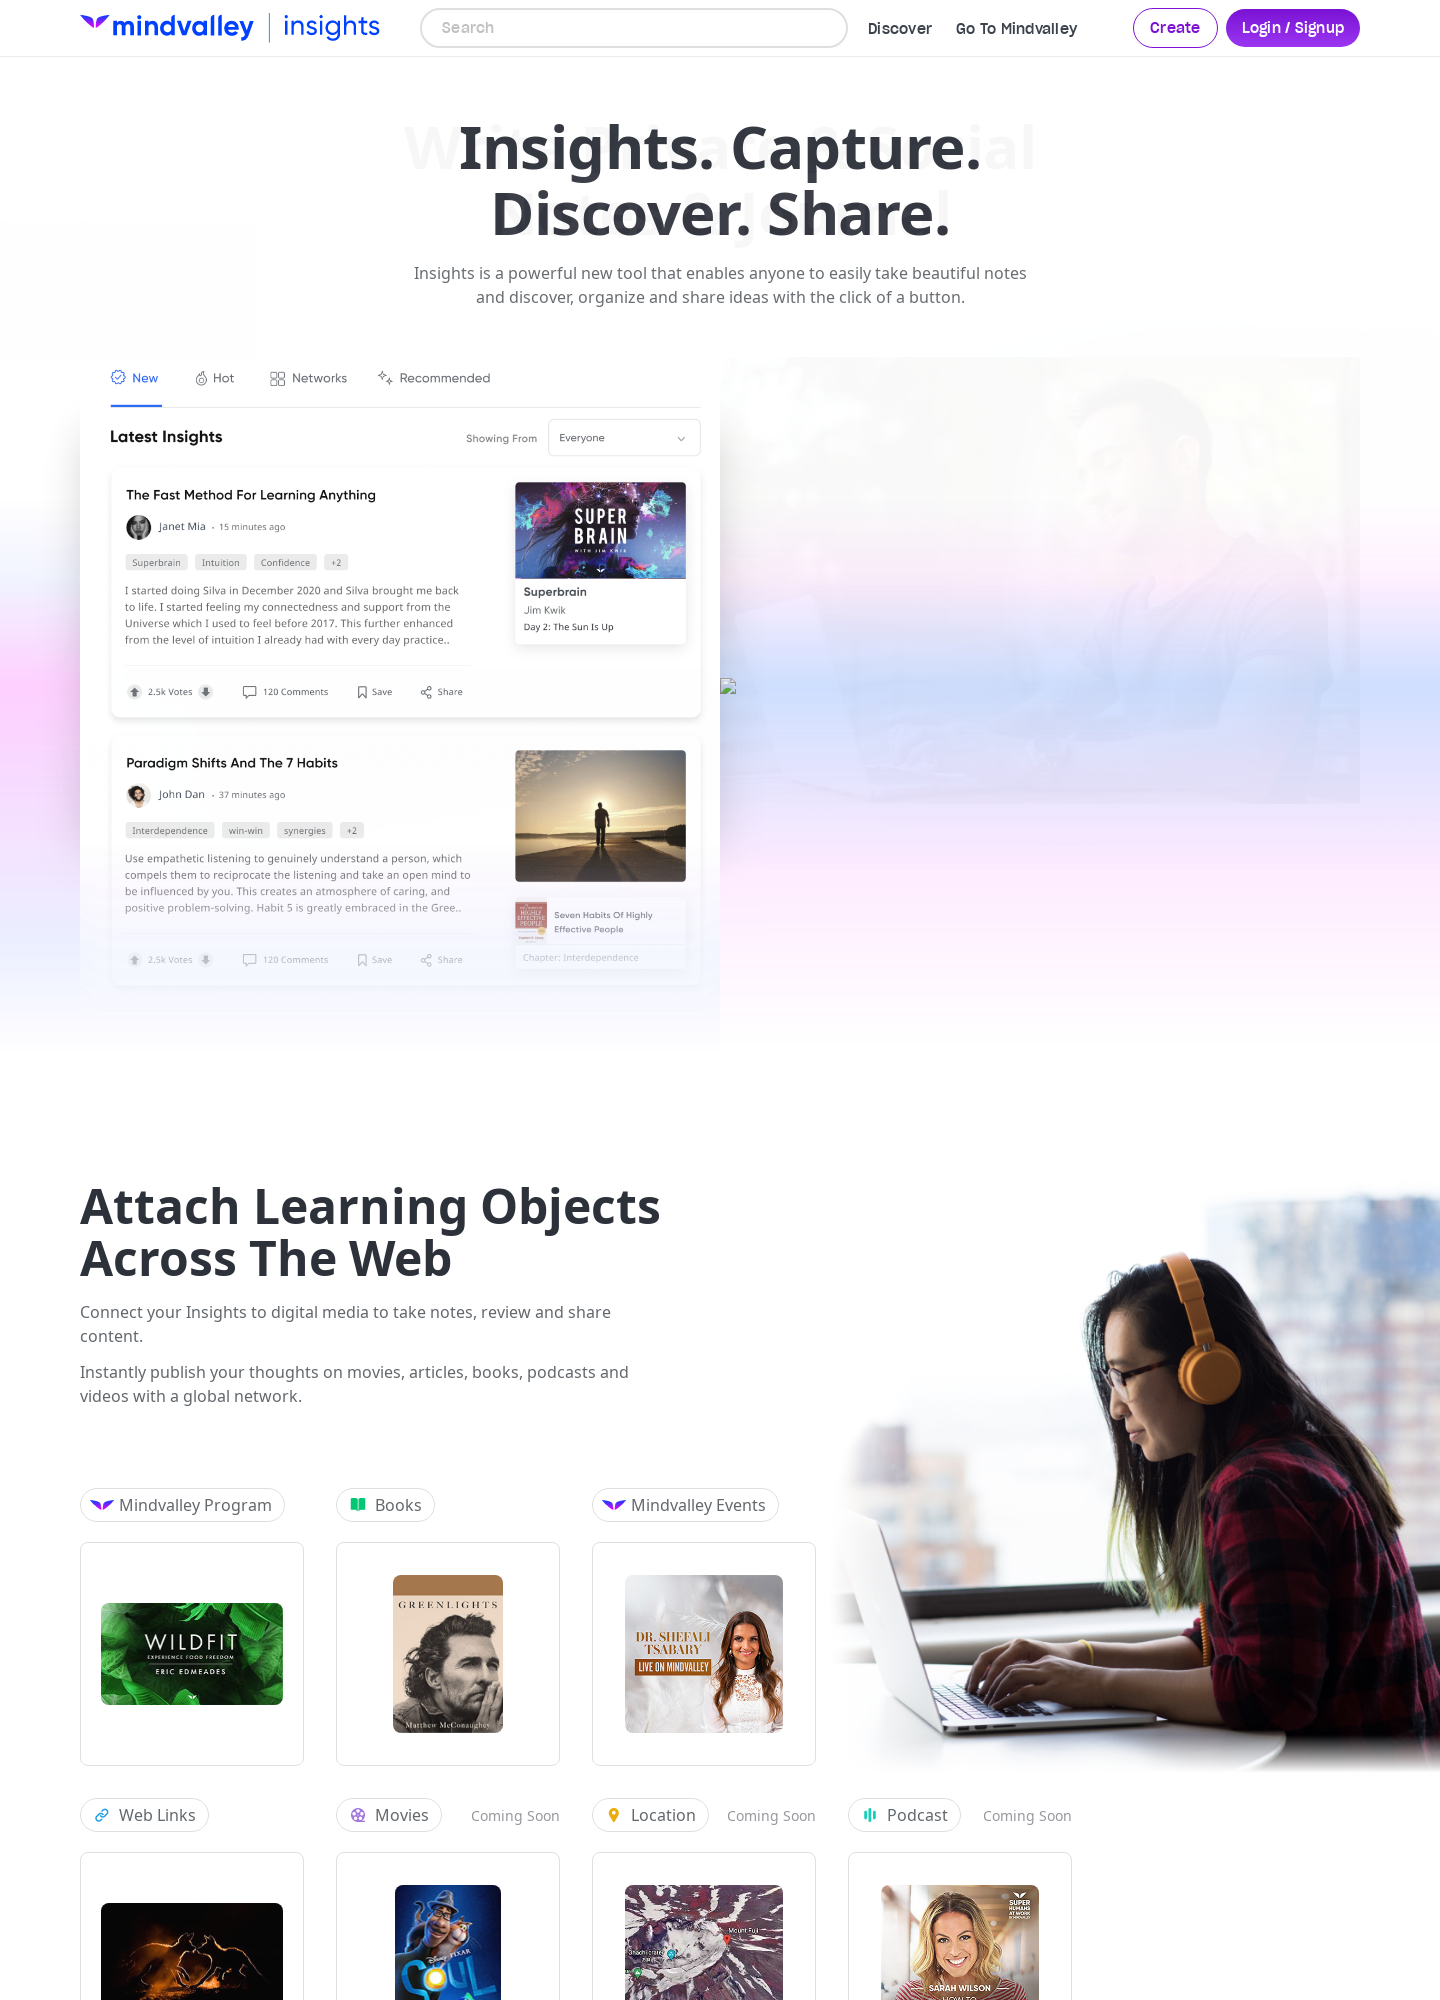 mindvalley insights
Search
Discover
Go To Mindvalley
Create
Login / Signup
Insights. Capture.
Discover. Share.
Insights is a powerful new tool that enables anyone to easily take beautiful notes
and discover, organize and share ideas with the click of a button.
New
Hot
Networks
Recommended
Latest Insights
Showing From
Everyone
The Fast Method For Learning Anything
Janet Mia • 15 minutes ago
Superbrain
Intuition
Confidence
+2
I started doing Silva in December 2020 and Silva brought me back
to life. I started feeling my connectedness and support from the
Universe which I used to feel before 2017. This further enhanced
from the level of intuition I already had with every day practice..
2.5k Votes
120 Comments
Save
Share
SUPER
BRAIN
WITH JIM KWIK
Superbrain
Jim Kwik
Day 2: The Sun Is Up
Paradigm Shifts And The 7 Habits
John Dan • 37 minutes ago
Interdependence
win-win
synergies
+2
Use empathetic listening to genuinely understand a person, which
compels them to reciprocate the listening and take an open mind to
be influenced by you. This creates an atmosphere of caring, and
positive problem-solving. Habit 5 is greatly embraced in the Gree..
2.5k Votes
120 Comments
Save
Share
HIGHLY
EFFECTIVE
PEOPLE
Seven Habits Of Highly
Effective People
Chapter: Interdependence
Attach Learning Objects
Across The Web
Connect your Insights to digital media to take notes, review and share
content.
Instantly publish your thoughts on movies, articles, books, podcasts and
videos with a global network.
Mindvalley Program
Books
Mindvalley Events
WILDFIT
EXPERIENCE FOOD FREEDOM
ERIC EDMEADES
GREENLIGHTS
Matthew McConaughey
DR. SHEFALI
TSABARY
LIVE ON MINDVALLEY
Web Links
Movies
Coming Soon
Location
Coming Soon
Podcast
Coming Soon
DISNEY PIXAR
SOUL
Mount Fuji
SUPER
HUMANS
AT WORK
BY MINDVALLEY
SARAH WILSON
HOW TO